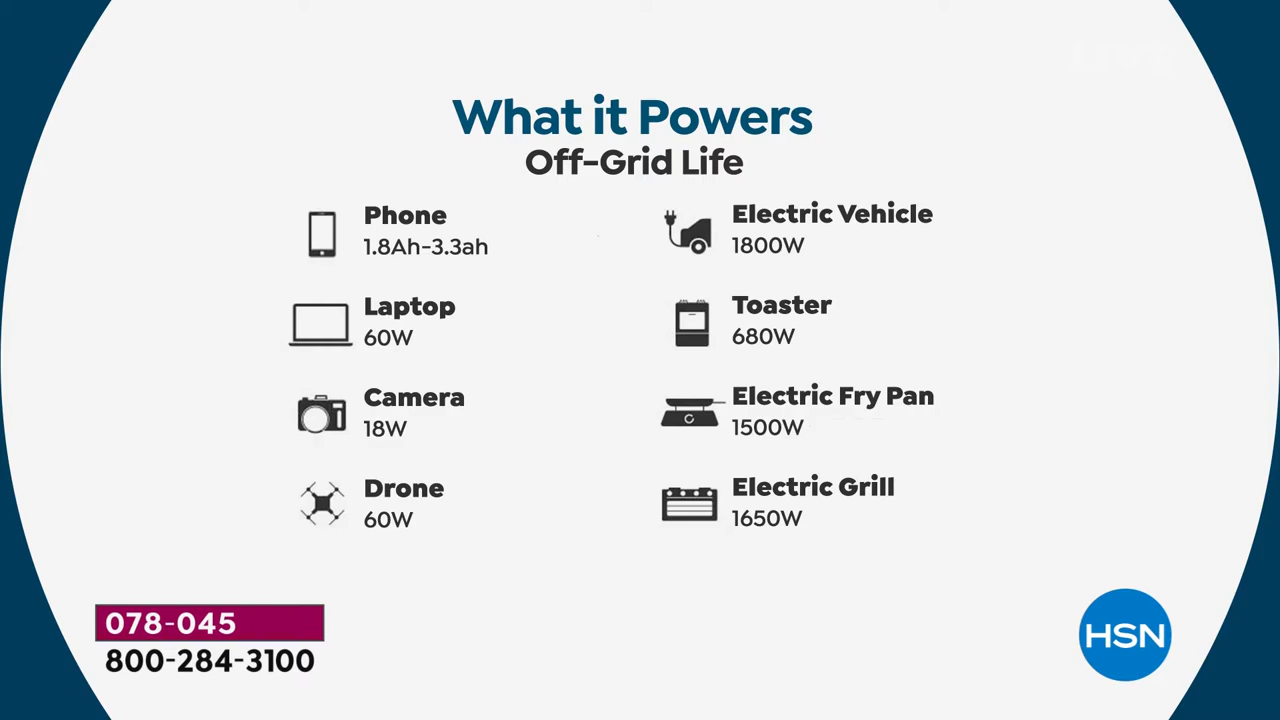 What it Powers
Off-Grid Life
Phone
1.8Ah-3.3ah
Laptop
60W
Camera
18W
Drone
60W
Electric Vehicle
1800W
Toaster
680W
Electric Fry Pan
1500W
Electric Grill
1650W
078-045
800-284-3100
HSN